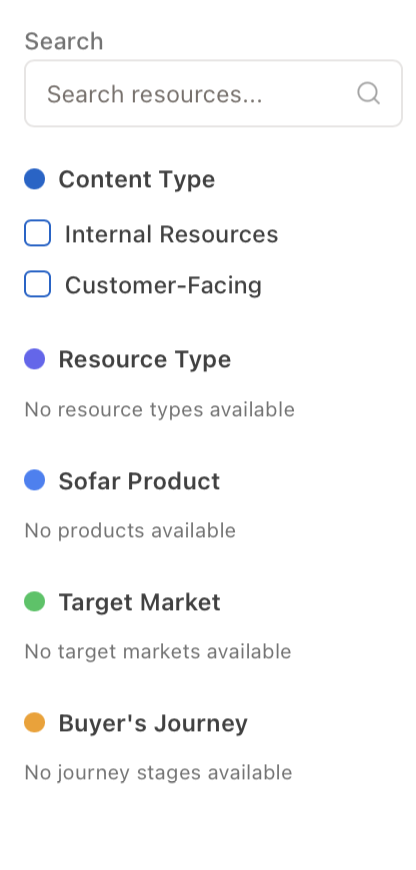 Search
Search resources...
Content Type
Internal Resources
Customer-Facing
Resource Type
No resource types available
Sofar Product
No products available
Target Market
No target markets available
Buyer's Journey
No journey stages available